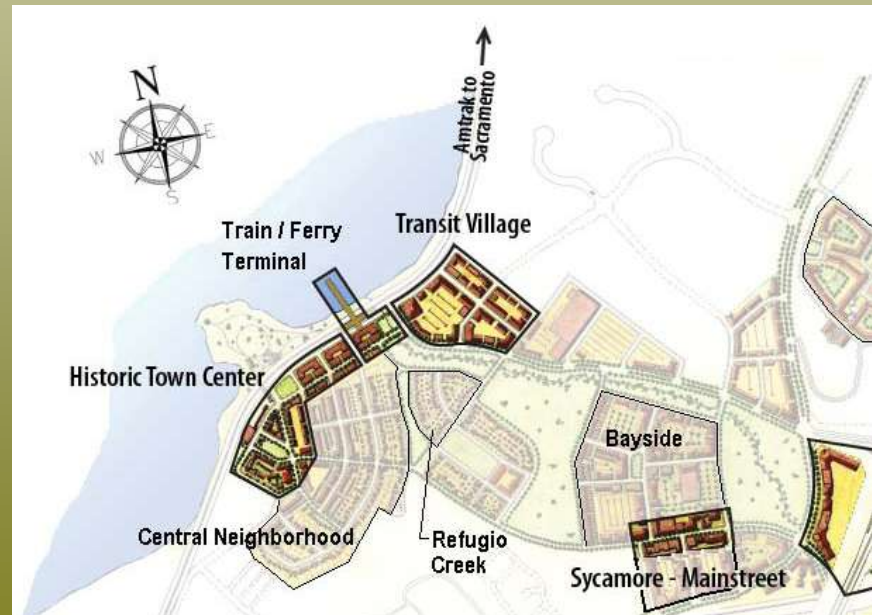 N
E
W
S
Amtrak to
Sacramento
Train / Ferry
Terminal
Transit Village
Historic Town Center
Bayside
Central Neighborhood
Refugio
Creek
Sycamore - Mainstreet